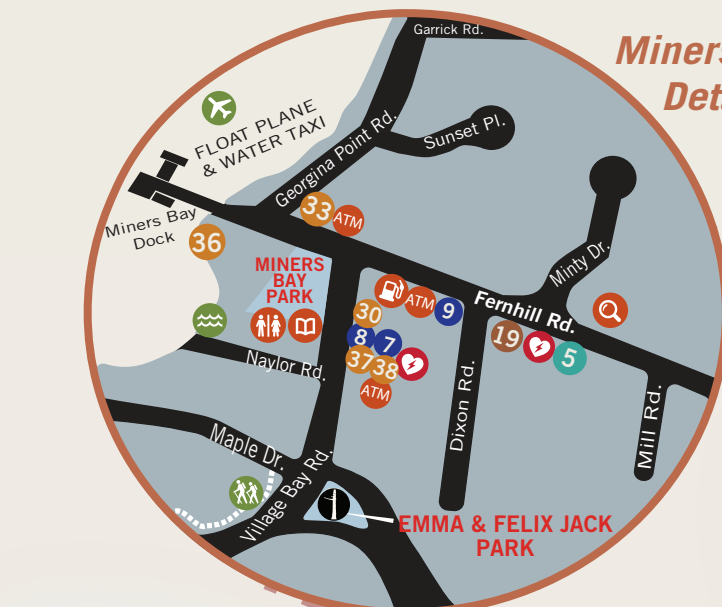 Garrick Rd.
Miners
Det
FLOAT PLANE
& WATER TAXI
Georgina Point Rd.
Sunset Pl.
Miners Bay
Dock
33
ATM
36
MINERS
BAY
PARK
Minty Dr.
ATM
9
Fernhill Rd.
30
8
7
19
5
37
38
ATM
Naylor Rd.
Dixon Rd.
Mill Rd.
Maple Dr.
Village Bay Rd.
EMMA & FELIX JACK
PARK